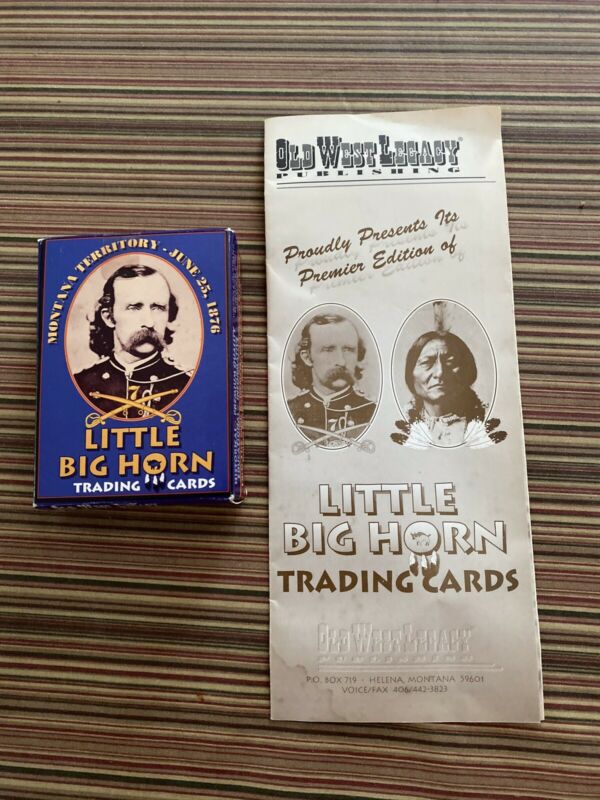 MONTANA TERRITORY - JUNE 25, 1876
7th
LITTLE
BIG HORN
TRADING CARDS
OLD WEST LEGACY®
PUBLISHING
Proudly Presents Its
Premier Edition of
LITTLE
BIG HORN
TRADING CARDS
OLD WEST LEGACY
PUBLISHING
P.O. BOX 719 • HELENA, MONTANA 59601
VOICE/FAX 406/442-3823